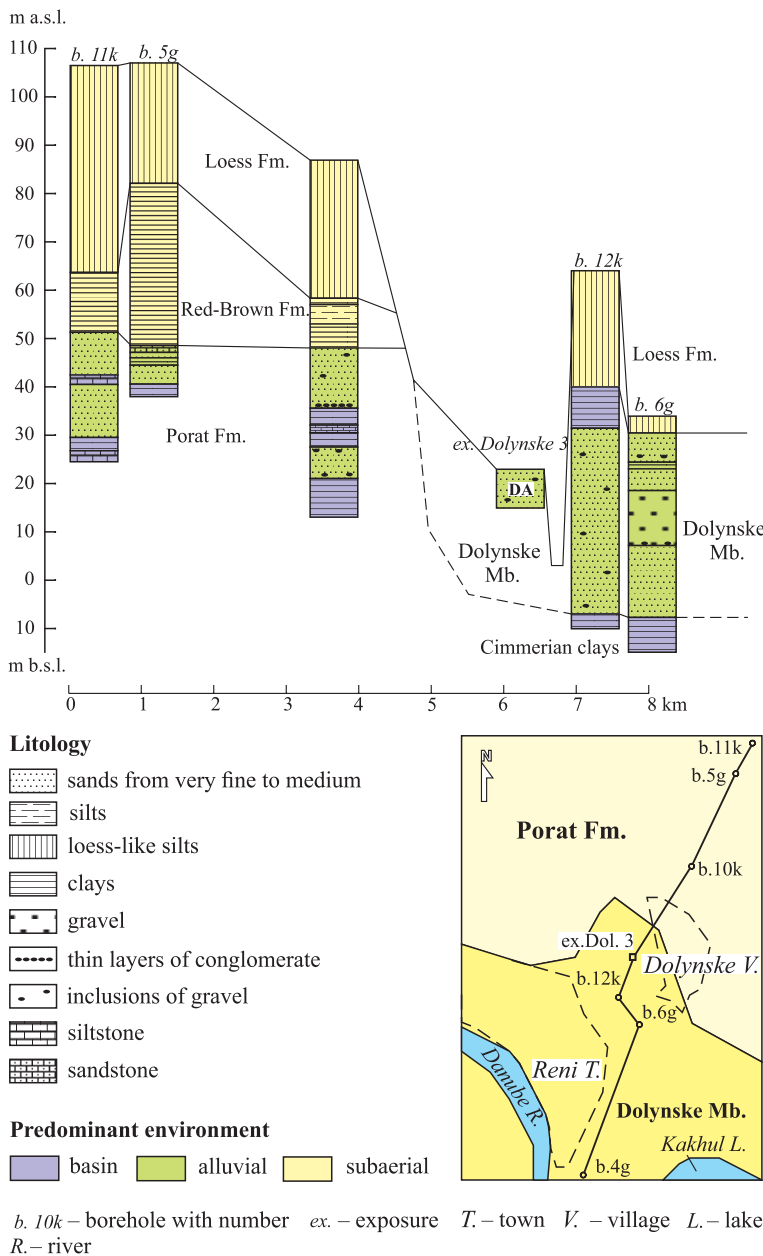 m a.s.l.
b. 11k
b. 5g
110
100
90
80
70
60
50
40
30
20
10
0
10
m b.s.l.
Loess Fm.
Red-Brown Fm.
Porat Fm.
b. 12k
Loess Fm.
b. 6g
ex. Dolynske 3
DA
Dolynske
Mb.
Dolynske
Mb.
Cimmerian clays
0 1 2 3 4 5 6 7 8 km
Litology
sands from very fine to medium
silts
loess-like silts
clays
gravel
thin layers of conglomerate
inclusions of gravel
siltstone
sandstone
Predominant environment
basin alluvial subaerial
N
b.11k
b.5g
Porat Fm.
b.10k
ex.Dol. 3
Dolynske V.
b.12k
b.6g
Reni T.
Danube R.
Dolynske Mb.
Kakhul L.
b.4g
b. 10k – borehole with number ex. – exposure T. – town V. – village L. – lake
R. – river